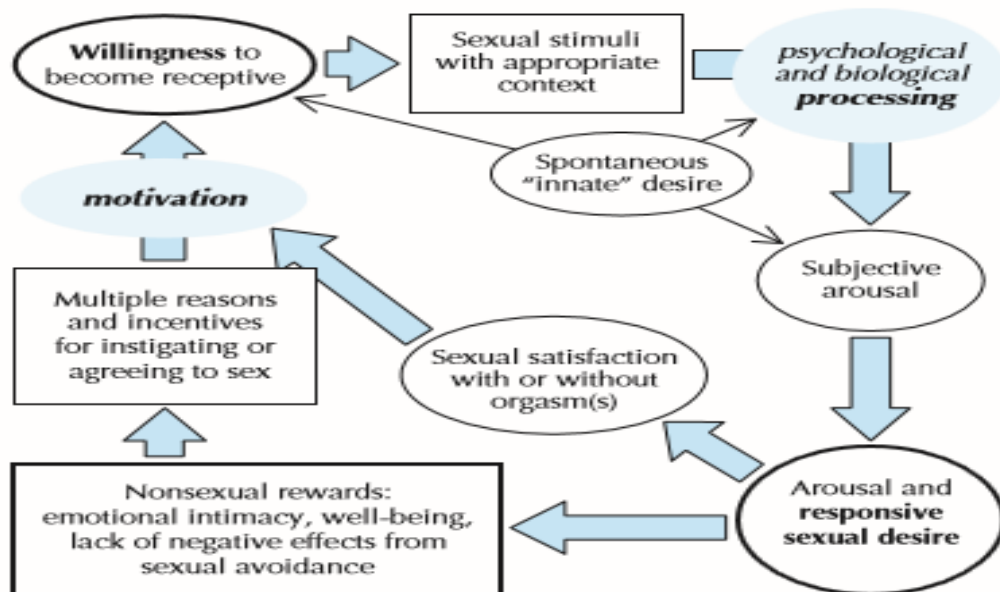 Willingness to
become receptive
Sexual stimuli
with appropriate
context
psychological
and biological
processing
Spontaneous
“innate” desire
motivation
Subjective
arousal
Multiple reasons
and incentives
for instigating or
agreeing to sex
Sexual satisfaction
with or without
orgasm(s)
Nonsexual rewards:
emotional intimacy, well-being,
lack of negative effects from
sexual avoidance
Arousal and
responsive
sexual desire